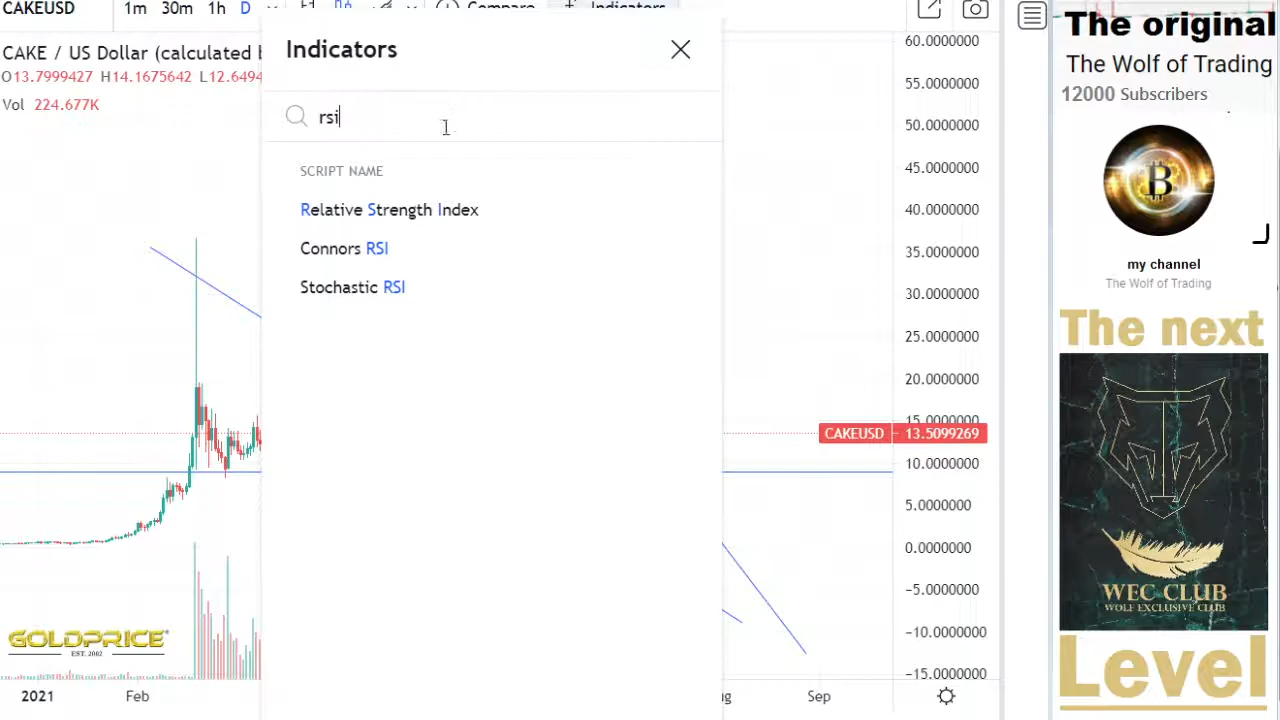 CAKEUSD
1m 30m 1h D
Compare
Indicators
CAKE / US Dollar (calculated b
O13.7999427 H14.1675642 L12.6494
Vol 224.677K
Indicators
rsi
SCRIPT NAME
Relative Strength Index
Connors RSI
Stochastic RSI
60.0000000
55.0000000
50.0000000
45.0000000
40.0000000
35.0000000
30.0000000
25.0000000
20.0000000
15.0000000
CAKEUSD 13.5099269
10.0000000
5.0000000
0.0000000
−5.0000000
−10.0000000
−15.0000000
GOLDPRICE®
EST. 2002
2021 Feb ug Sep
The original
The Wolf of Trading
12000 Subscribers
B
my channel
The Wolf of Trading
The next
WEC CLUB
WOLF EXCLUSIVE CLUB
Level